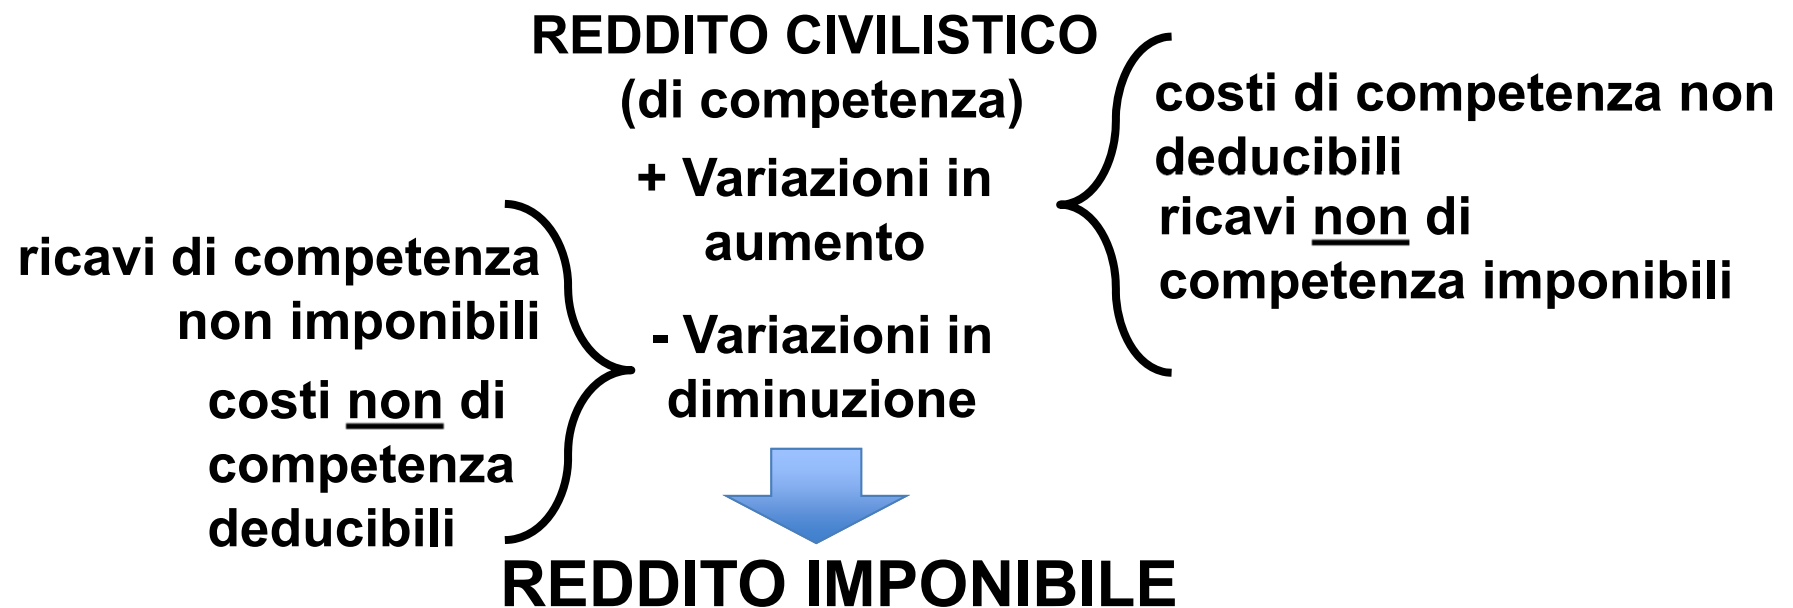 REDDITO CIVILISTICO
(di competenza)
+ Variazioni in
aumento
costi di competenza non
deducibili
ricavi non di
competenza imponibili
ricavi di competenza
non imponibili
costi non di
competenza
deducibili
- Variazioni in
diminuzione
REDDITO IMPONIBILE